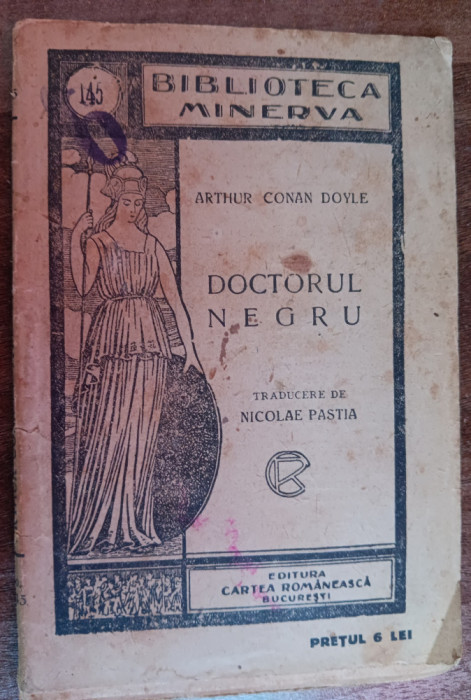 145
BIBLIOTECA
MINERVA
ARTHUR CONAN DOYLE
DOCTORUL
NEGRU
TRADUCERE DE
NICOLAE PASTIA
CR
EDITURA
CARTEA ROMÂNEASCĂ
BUCUREȘTI
PREȚUL 6 LEI